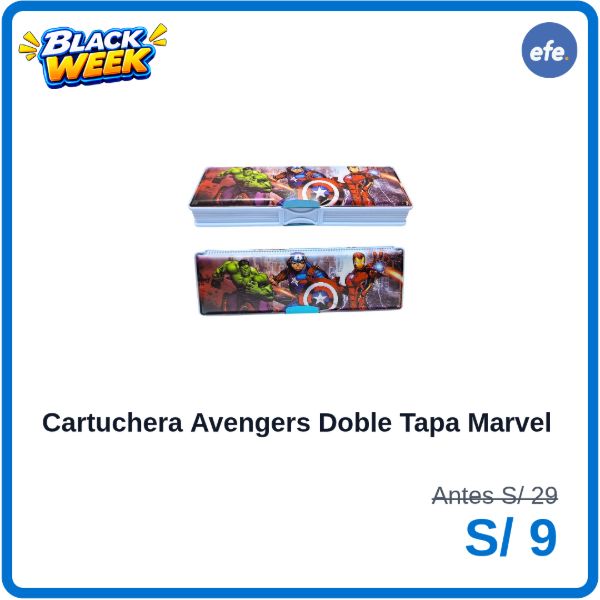 BLACK
WEEK
efe.
Cartuchera Avengers Doble Tapa Marvel
Antes S/ 29
S/ 9